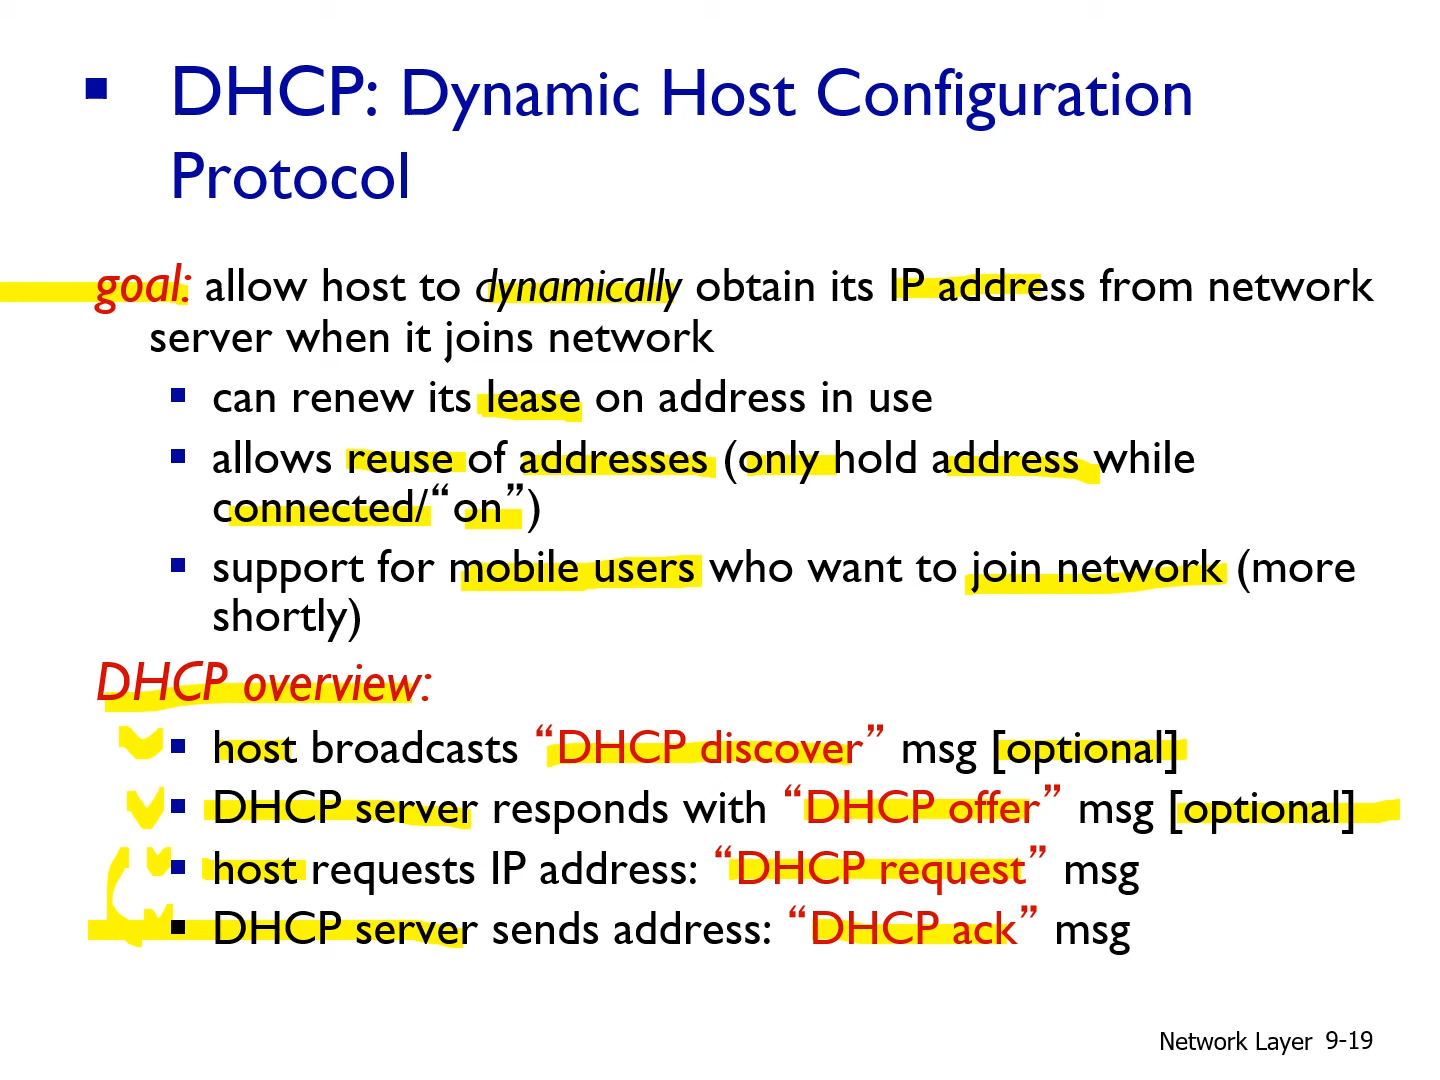 ▪ DHCP: Dynamic Host Configuration
Protocol
goal: allow host to dynamically obtain its IP address from network
server when it joins network
▪ can renew its lease on address in use
▪ allows reuse of addresses (only hold address while
connected/“on”)
▪ support for mobile users who want to join network (more
shortly)
DHCP overview:
▪ host broadcasts “DHCP discover” msg [optional]
▪ DHCP server responds with “DHCP offer” msg [optional]
▪ host requests IP address: “DHCP request” msg
▪ DHCP server sends address: “DHCP ack” msg
Network Layer 9-19